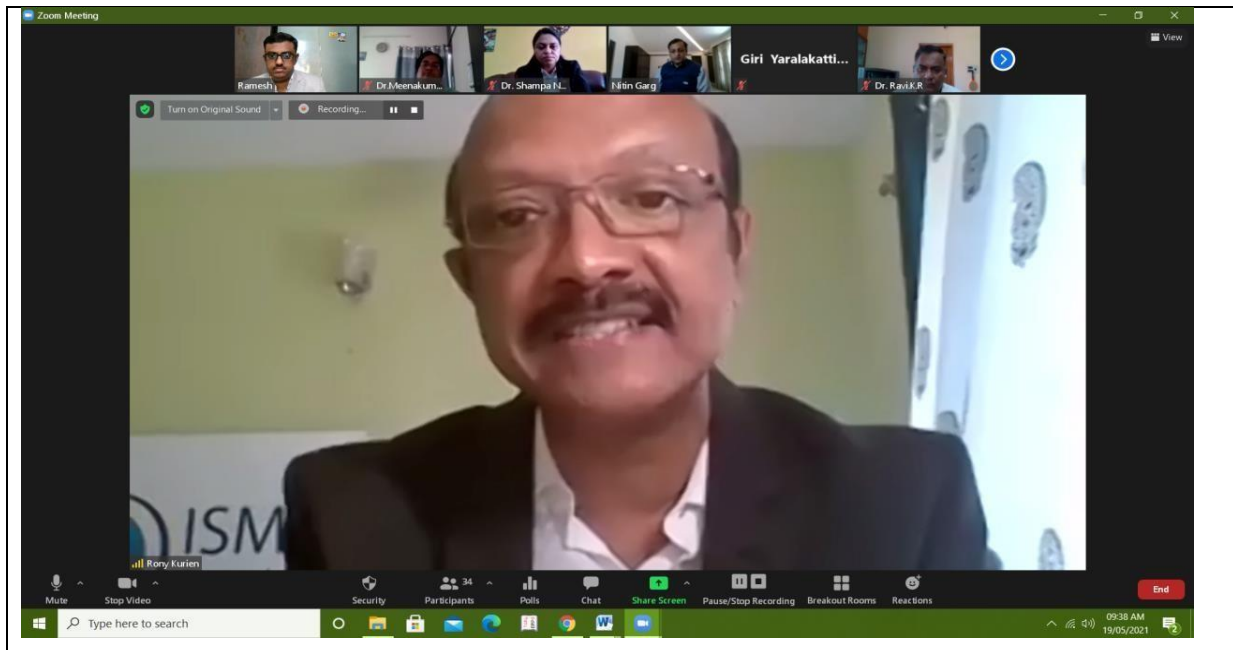 Zoom Meeting
View
Ramesh
Dr.Meenakum...
Dr. Shampa N...
Nitin Garg
Giri Yaralakatti...
Dr. Ravi.K.R
Turn on Original Sound
Recording...
ISM
Rony Kurien
Mute
Stop Video
Security
34
Participants
Polls
Chat
Share Screen
Pause/Stop Recording
Breakout Rooms
Reactions
End
Type here to search
09:38 AM
19/05/2021
2